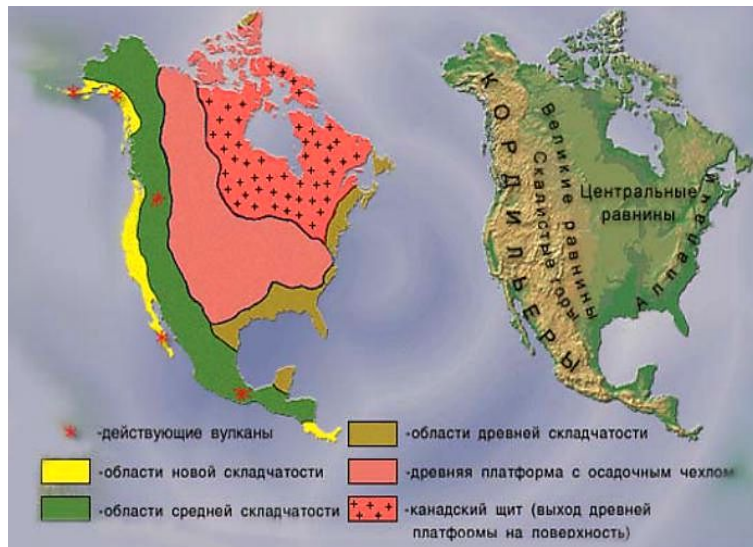 КОРДИЛЬЕРЫ
Скалистые горы
Великие равнины
Центральные
равнины
Аппалачи
-действующие вулканы
-области новой складчатости
-области средней складчатости
-области древней складчатости
-древняя платформа с осадочным чехлом
-канадский щит (выход древней
платформы на поверхность)